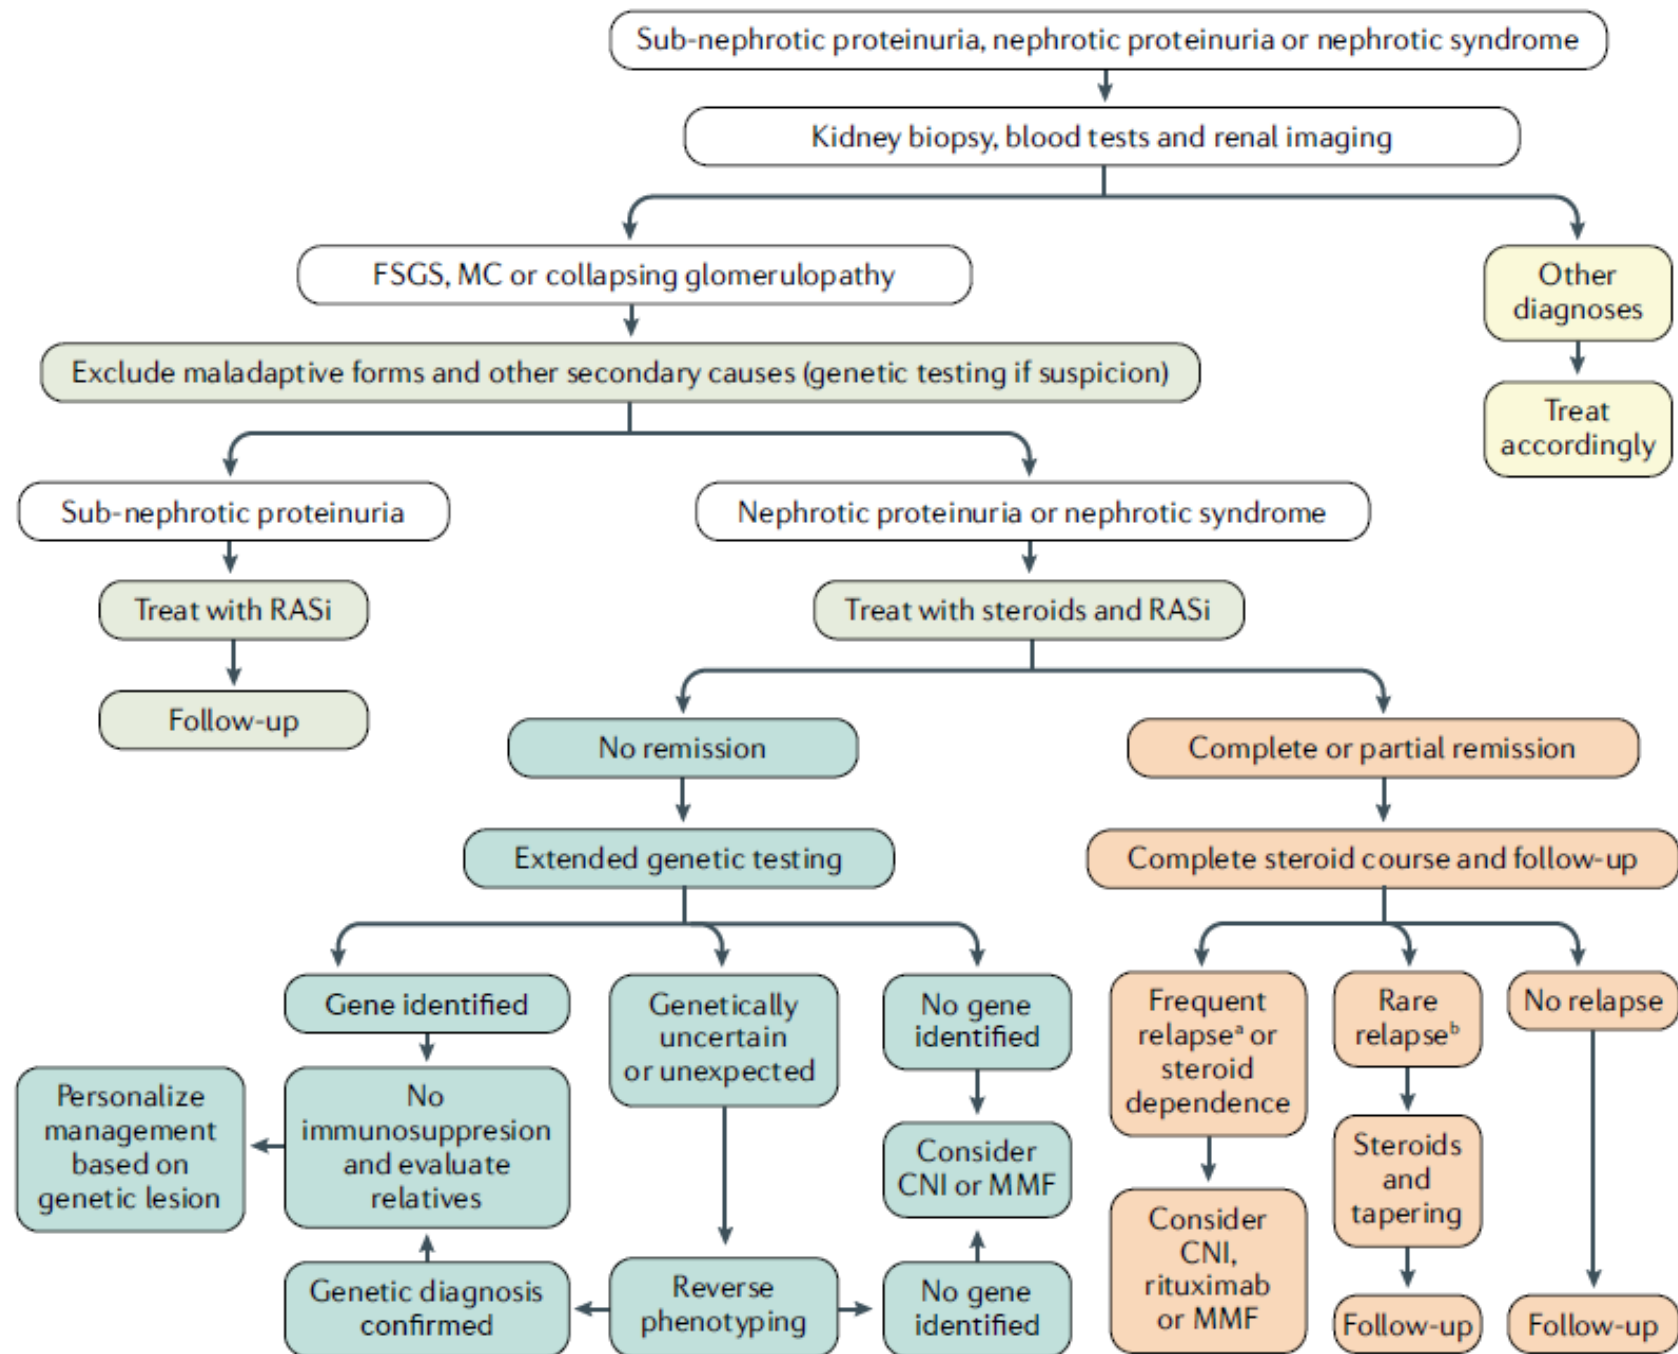 Sub-nephrotic proteinuria, nephrotic proteinuria or nephrotic syndrome
Kidney biopsy, blood tests and renal imaging
FSGS, MC or collapsing glomerulopathy
Other
diagnoses
Exclude maladaptive forms and other secondary causes (genetic testing if suspicion)
Treat
accordingly
Sub-nephrotic proteinuria
Nephrotic proteinuria or nephrotic syndrome
Treat with RASi
Treat with steroids and RASi
Follow-up
No remission
Complete or partial remission
Extended genetic testing
Complete steroid course and follow-up
Gene identified
Genetically
uncertain
or unexpected
No gene
identified
Frequent
relapseᵃ or
steroid
dependence
Rare
relapseᵇ
No relapse
Personalize
management
based on
genetic lesion
No
immunosuppresion
and evaluate
relatives
Consider
CNI or MMF
Steroids
and
tapering
Consider
CNI,
rituximab
or MMF
Genetic diagnosis
confirmed
Reverse
phenotyping
No gene
identified
Follow-up
Follow-up